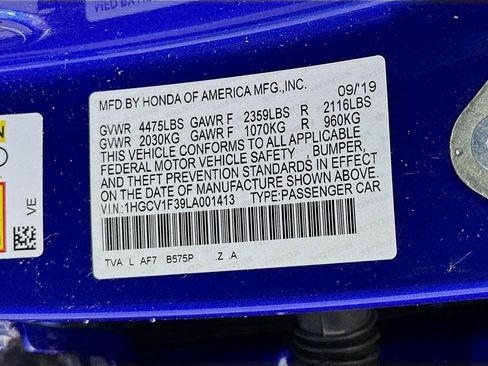 MFD.BY HONDA OF AMERICA MFG.,INC.
09/19
GVWR 4475LBS GAWR F 2359LBS R 2116LBS
GVWR 2030KG GAWR F 1070KG R 960KG
THIS VEHICLE CONFORMS TO ALL APPLICABLE
FEDERAL MOTOR VEHICLE SAFETY , BUMPER,
AND THEFT PREVENTION STANDARDS IN EFFECT
ON THE DATE OF MANUFACTURE SHOWN ABOVE.
V.I.N.:1HGCV1F39LA001413 TYPE:PASSENGER CAR
TVA L AF7 B575P .Z .A
VE